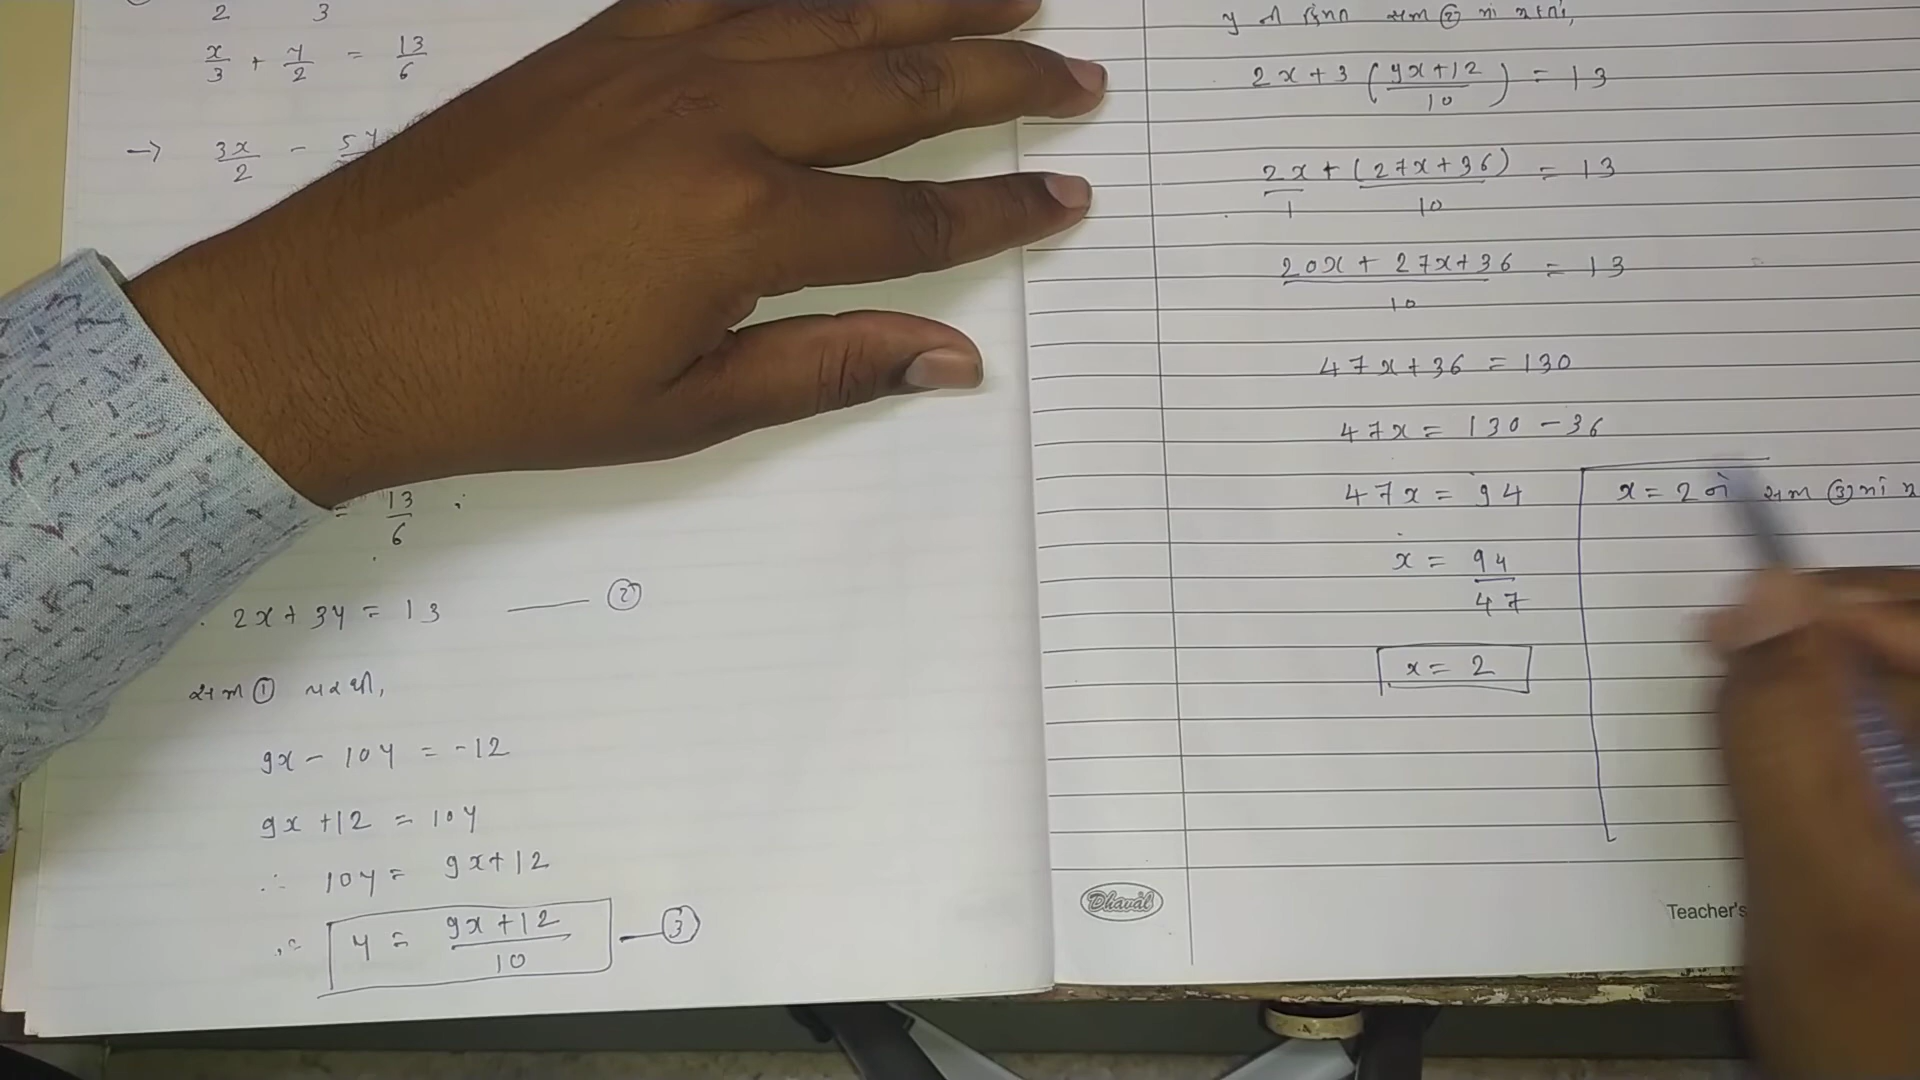 2 3
x/3 + y/2 = 13/6
→ 3x/2 - 5y
= 13/6
2x + 3y = 13 —— ②
સમ ① પરથી,
9x - 10y = -12
9x + 12 = 10y
∴ 10y = 9x + 12
∴ y = 9x + 12/10 —— ③
y ની કિંમત સમ ② માં મૂકતાં,
2x + 3 (9x + 12/10) = 13
2x/1 + (27x + 36)/10 = 13
20x + 27x + 36/10 = 13
47x + 36 = 130
47x = 130 - 36
47x = 94
x = 94/47
x = 2
x = 2 ને સમ ③ માં મ
Dhaval
Teacher's